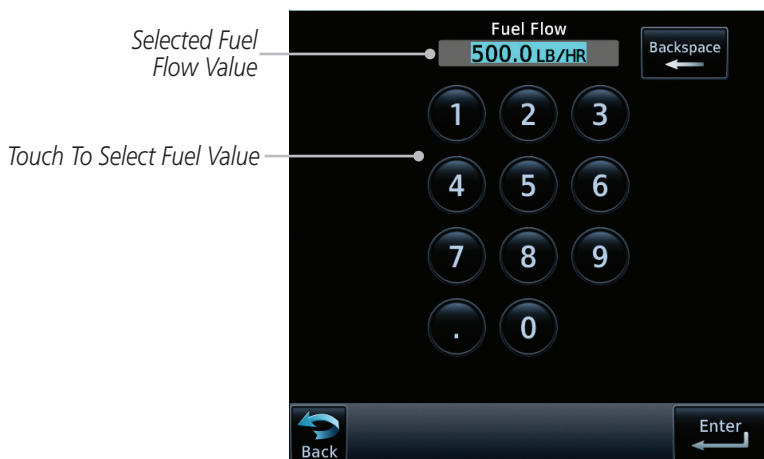 Selected Fuel
Flow Value
Fuel Flow
500.0 LB/HR
Backspace
Touch To Select Fuel Value
1 2 3
4 5 6
7 8 9
. 0
Back
Enter